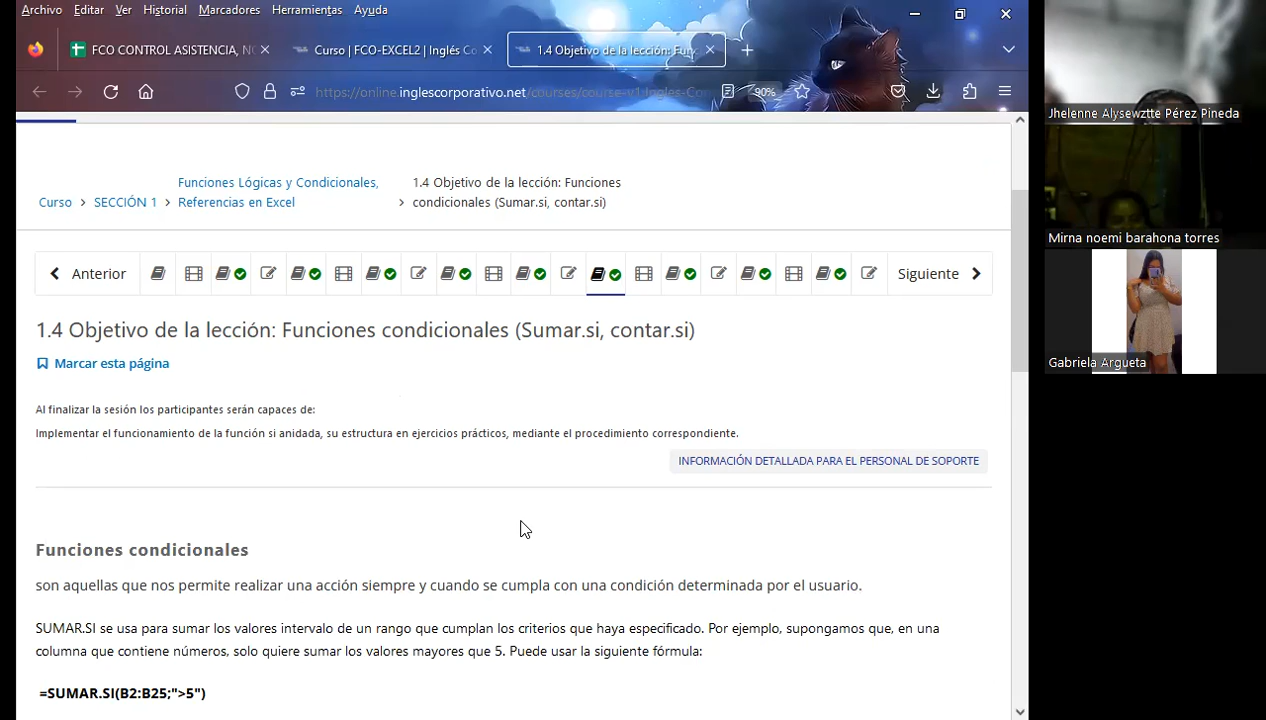 Archivo Editar Ver Historial Marcadores Herramientas Ayuda
FCO CONTROL ASISTENCIA, NO
Curso | FCO-EXCEL2 | Inglés Co
1.4 Objetivo de la lección: Fun
https://online.inglescorporativo.net/courses/course-v1:Ingles-Co
90%
Curso
SECCIÓN 1
Funciones Lógicas y Condicionales,
Referencias en Excel
1.4 Objetivo de la lección: Funciones
condicionales (Sumar.si, contar.si)
Anterior
Siguiente
1.4 Objetivo de la lección: Funciones condicionales (Sumar.si, contar.si)
Marcar esta página
Al finalizar la sesión los participantes serán capaces de:
Implementar el funcionamiento de la función si anidada, su estructura en ejercicios prácticos, mediante el procedimiento correspondiente.
INFORMACIÓN DETALLADA PARA EL PERSONAL DE SOPORTE
Funciones condicionales
son aquellas que nos permite realizar una acción siempre y cuando se cumpla con una condición determinada por el usuario.
SUMAR.SI se usa para sumar los valores intervalo de un rango que cumplan los criterios que haya especificado. Por ejemplo, supongamos que, en una
columna que contiene números, solo quiere sumar los valores mayores que 5. Puede usar la siguiente fórmula:
=SUMAR.SI(B2:B25;">5")
Jhelenne Alysewztte Pérez Pineda
Mirna noemi barahona torres
Gabriela Argueta